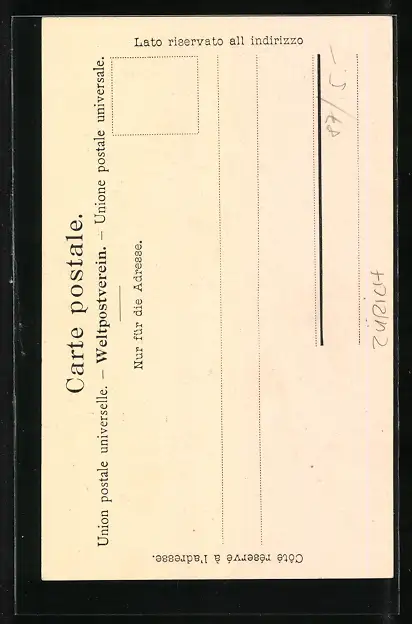 Carte postale.
Union postale universelle. – Weltpostverein. – Unione postale universale.
Nur für die Adresse.
Lato riservato all indirizzo
Côté réservé à l'adresse.
ZÜRICH